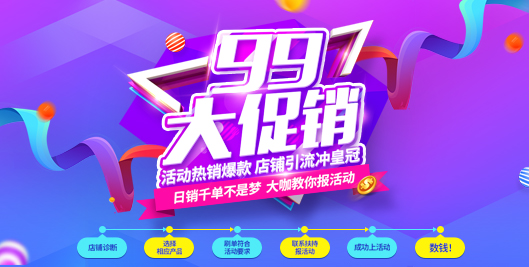 99
大促销
活动热销爆款 店铺引流冲皇冠
日销千单不是梦 大咖教你报活动
店铺诊断
选择
相应产品
刷单符合
活动要求
联系扶持
报活动
成功上活动
数钱!